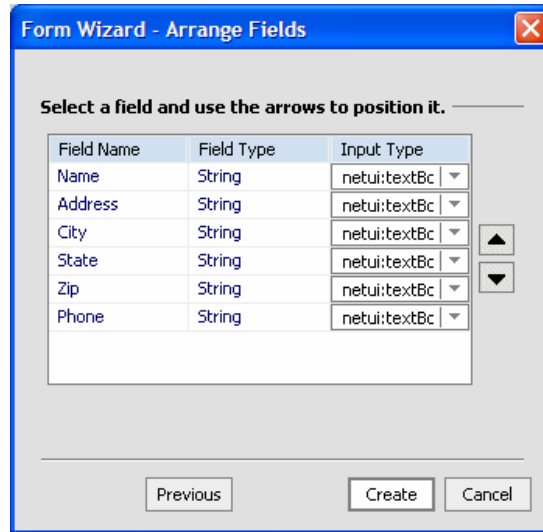 Form Wizard - Arrange Fields
Select a field and use the arrows to position it.
Field Name Field Type Input Type
Name String netui:textBc
Address String netui:textBc
City String netui:textBc
State String netui:textBc
Zip String netui:textBc
Phone String netui:textBc
Previous Create Cancel